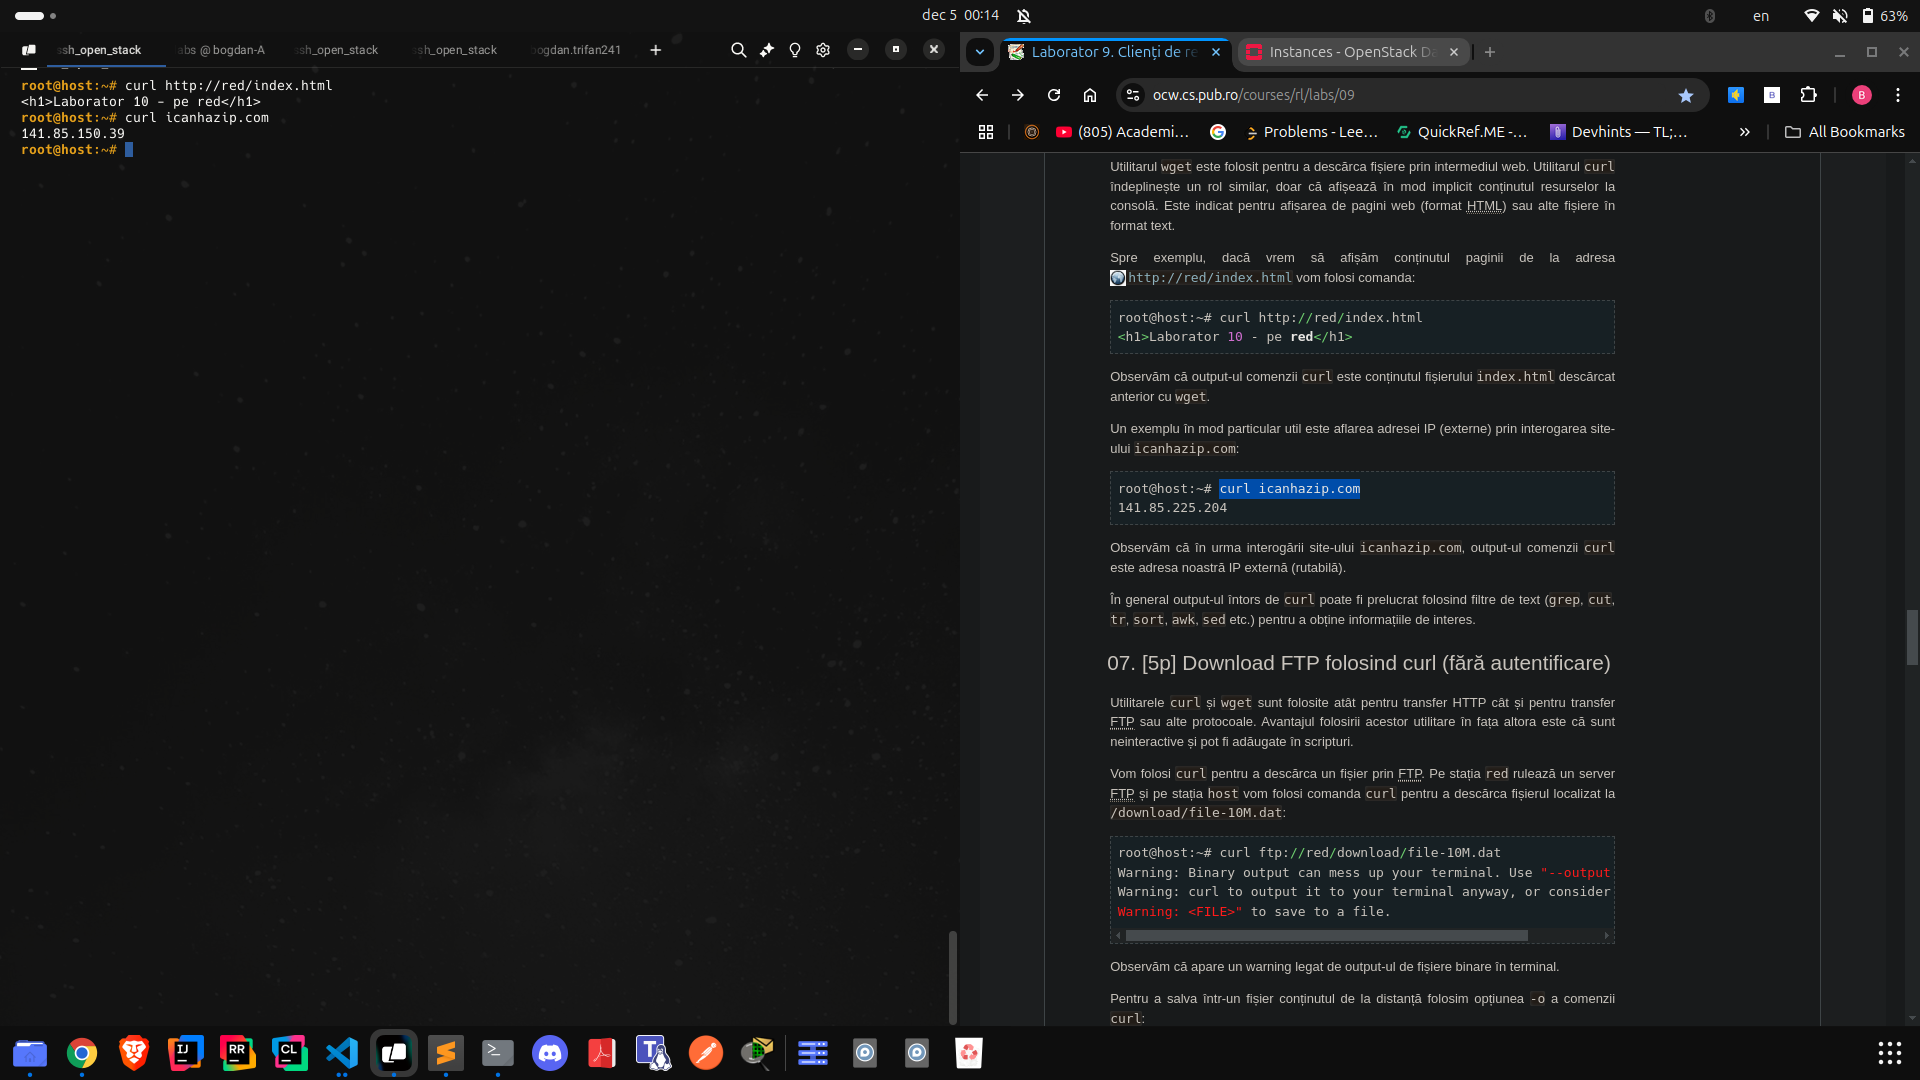 dec 5 00:14
en
63%
ssh_open_stack
abs @ bogdan-A
ssh_open_stack
ssh_open_stack
bogdan.trifan241
root@host:~# curl http://red/index.html
<h1>Laborator 10 - pe red</h1>
root@host:~# curl icanhazip.com
141.85.150.39
root@host:~#
Laborator 9. Clienți de re
Instances - OpenStack Da
ocw.cs.pub.ro/courses/rl/labs/09
B
B
(805) Academi...
Problems - Lee...
QuickRef.ME -...
Devhints — TL;...
»
All Bookmarks
Utilitarul wget este folosit pentru a descărca fișiere prin intermediul web. Utilitarul curl
îndeplinește un rol similar, doar că afișează în mod implicit conținutul resurselor la
consolă. Este indicat pentru afișarea de pagini web (format HTML) sau alte fișiere în
format text.
Spre exemplu, dacă vrem să afișăm conținutul paginii de la adresa
http://red/index.html vom folosi comanda:
root@host:~# curl http://red/index.html
<h1>Laborator 10 - pe red</h1>
Observăm că output-ul comenzii curl este conținutul fișierului index.html descărcat
anterior cu wget.
Un exemplu în mod particular util este aflarea adresei IP (externe) prin interogarea site-
ului icanhazip.com:
root@host:~# curl icanhazip.com
141.85.225.204
Observăm că în urma interogării site-ului icanhazip.com, output-ul comenzii curl
este adresa noastră IP externă (rutabilă).
În general output-ul întors de curl poate fi prelucrat folosind filtre de text (grep, cut,
tr, sort, awk, sed etc.) pentru a obține informațiile de interes.
07. [5p] Download FTP folosind curl (fără autentificare)
Utilitarele curl și wget sunt folosite atât pentru transfer HTTP cât și pentru transfer
FTP sau alte protocoale. Avantajul folosirii acestor utilitare în fața altora este că sunt
neinteractive și pot fi adăugate în scripturi.
Vom folosi curl pentru a descărca un fișier prin FTP. Pe stația red rulează un server
FTP și pe stația host vom folosi comanda curl pentru a descărca fișierul localizat la
/download/file-10M.dat:
root@host:~# curl ftp://red/download/file-10M.dat
Warning: Binary output can mess up your terminal. Use "--output
Warning: curl to output it to your terminal anyway, or consider
Warning: <FILE>" to save to a file.
Observăm că apare un warning legat de output-ul de fișiere binare în terminal.
Pentru a salva într-un fișier conținutul de la distanță folosim opțiunea -o a comenzii
curl:
IJ
RR
CL
T